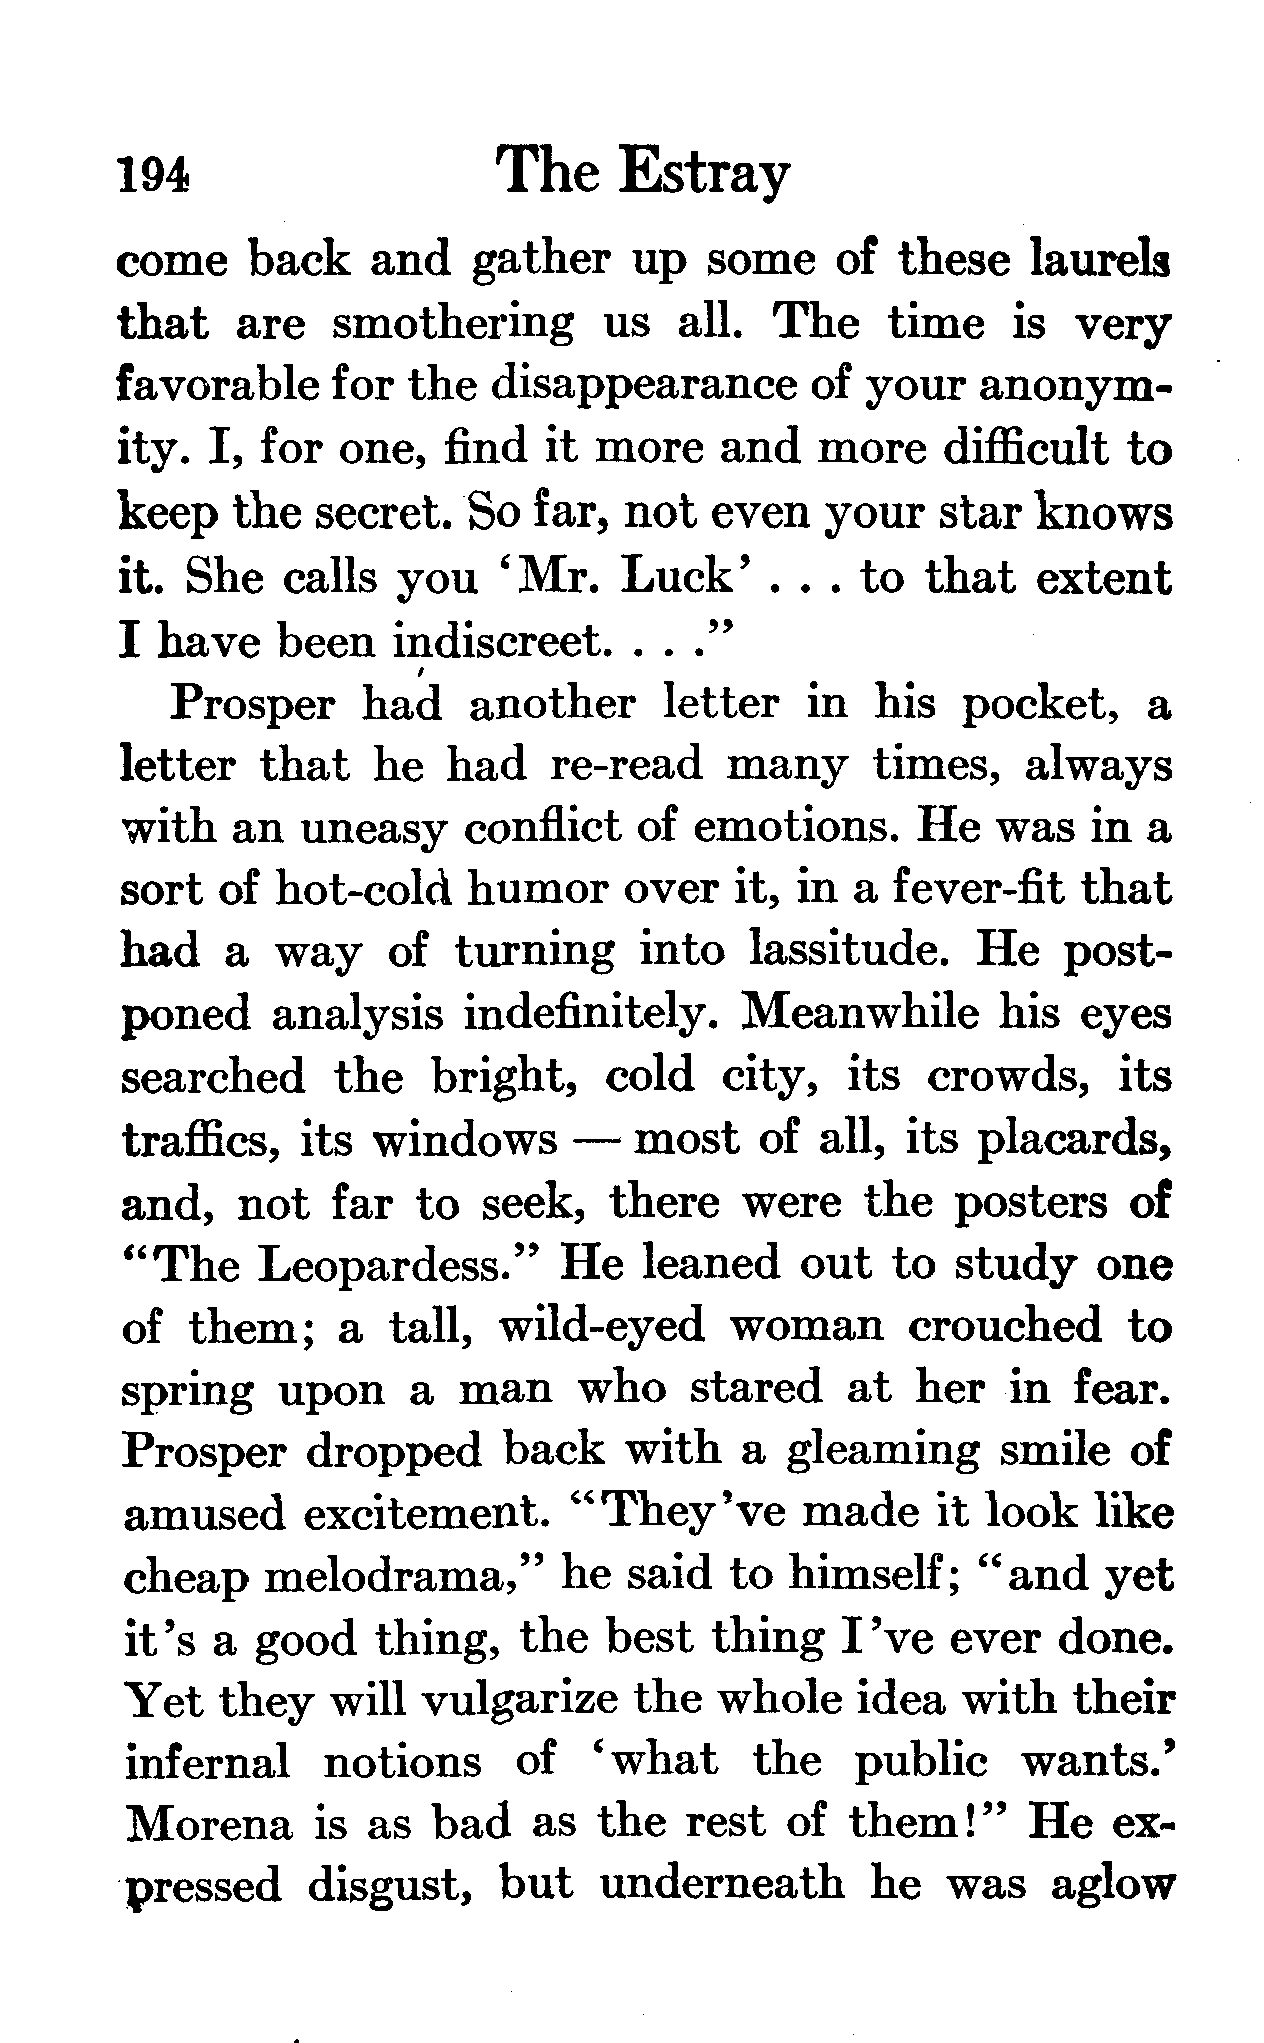 194 The Estray
come back and gather up some of these laurels
that are smothering us all. The time is very
favorable for the disappearance of your anonym-
ity. I, for one, find it more and more difficult to
keep the secret. So far, not even your star knows
it. She calls you ‘Mr. Luck’ . . . to that extent
I have been indiscreet. . . .”
Prosper had another letter in his pocket, a
letter that he had re-read many times, always
with an uneasy conflict of emotions. He was in a
sort of hot-cold humor over it, in a fever-fit that
had a way of turning into lassitude. He post-
poned analysis indefinitely. Meanwhile his eyes
searched the bright, cold city, its crowds, its
traffics, its windows — most of all, its placards,
and, not far to seek, there were the posters of
“The Leopardess.” He leaned out to study one
of them; a tall, wild-eyed woman crouched to
spring upon a man who stared at her in fear.
Prosper dropped back with a gleaming smile of
amused excitement. “They’ve made it look like
cheap melodrama,” he said to himself; “and yet
it’s a good thing, the best thing I’ve ever done.
Yet they will vulgarize the whole idea with their
infernal notions of ‘what the public wants.’
Morena is as bad as the rest of them!” He ex-
pressed disgust, but underneath he was aglow